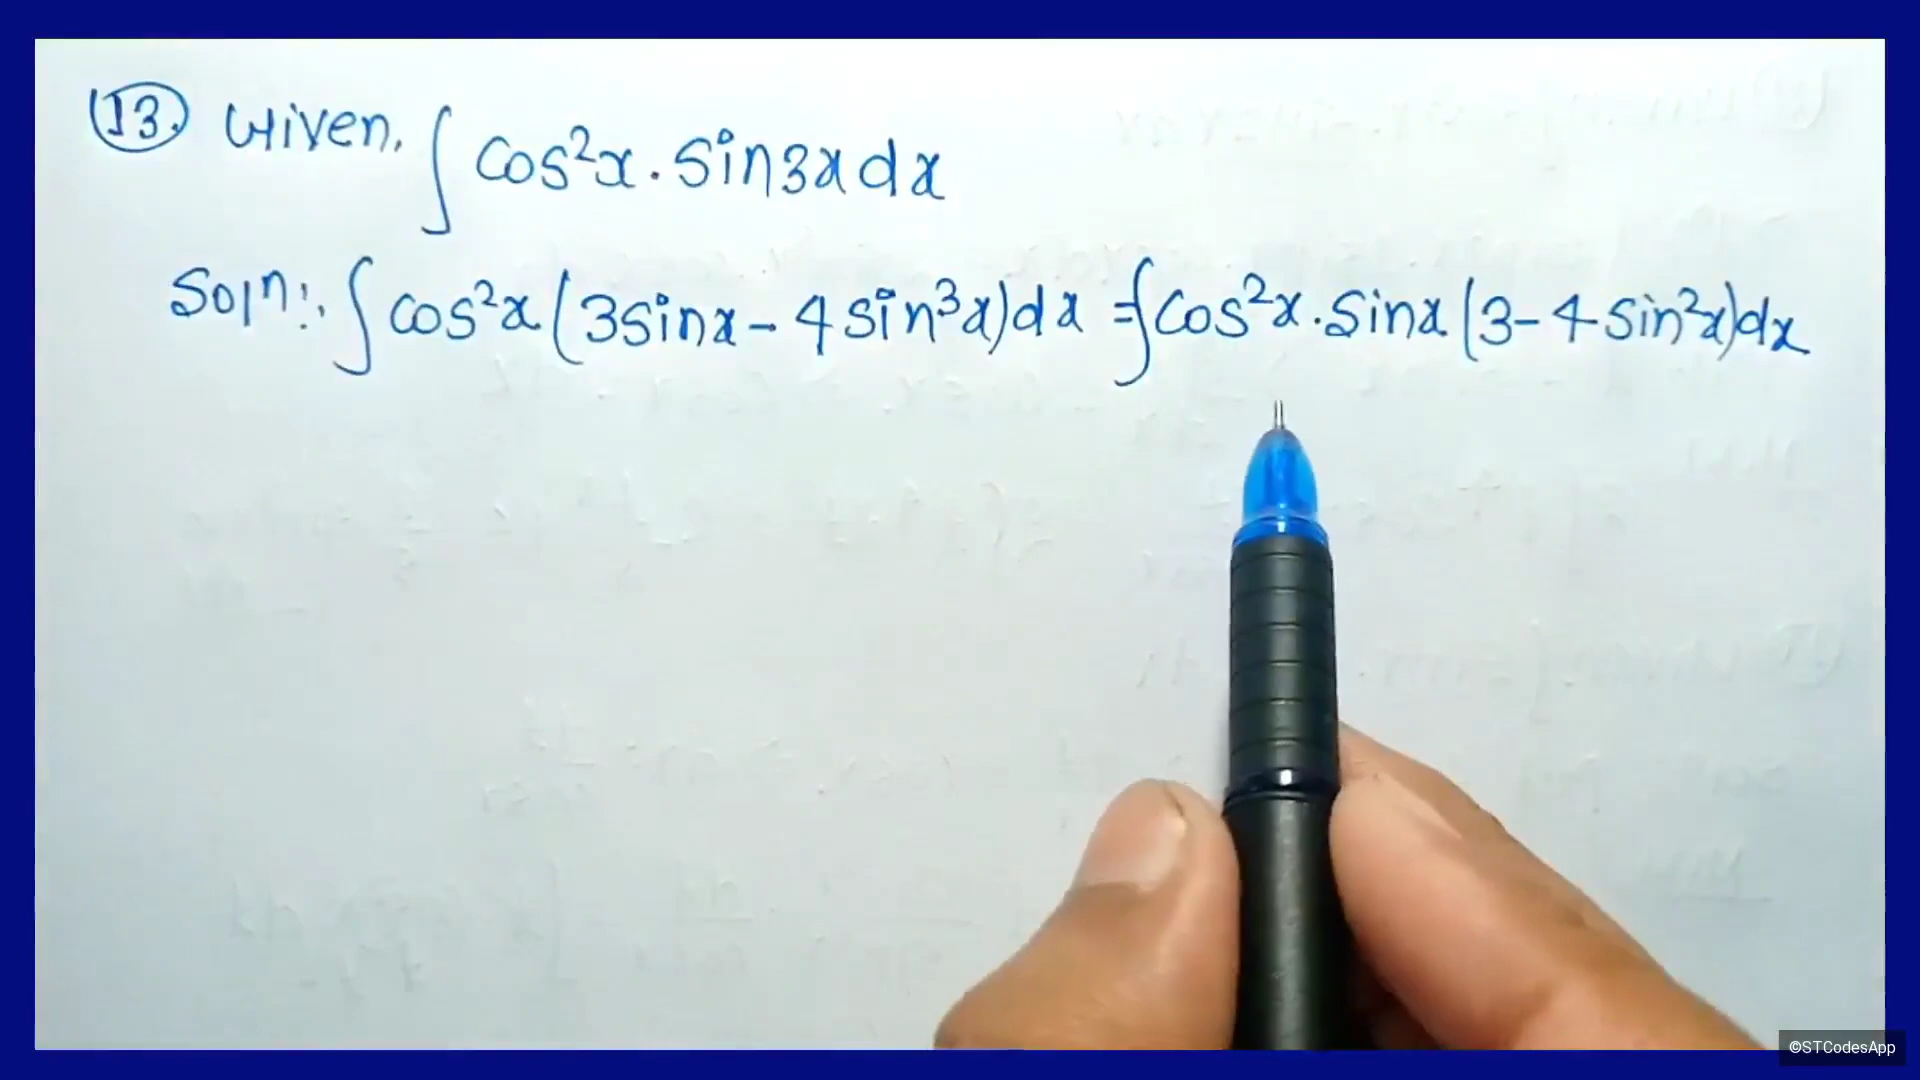 13. Given, ∫ cos²x . sin3x dx
Soln:. ∫ cos²x (3sinx - 4sin³x)dx = ∫cos²x . sinx (3-4sin²x)dx
©STCodesApp